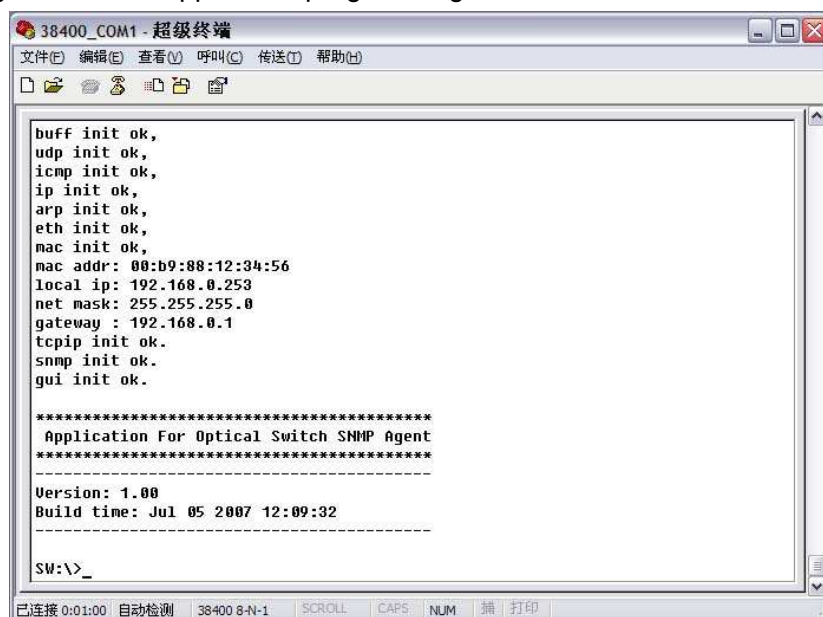 38400_COM1 - 超级终端
文件(F) 编辑(E) 查看(V) 呼叫(C) 传送(T) 帮助(H)
buff init ok,
udp init ok,
icmp init ok,
ip init ok,
arp init ok,
eth init ok,
mac init ok,
mac addr: 00:b9:88:12:34:56
local ip: 192.168.0.253
net mask: 255.255.255.0
gateway : 192.168.0.1
tcpip init ok.
snmp init ok.
gui init ok.
******************************************
Application For Optical Switch SNMP Agent
******************************************
------------------------------------------
Version: 1.00
Build time: Jul 05 2007 12:09:32
------------------------------------------
SW:\>_
已连接 0:01:00 自动检测 38400 8-N-1 SCROLL CAPS NUM 捕 打印